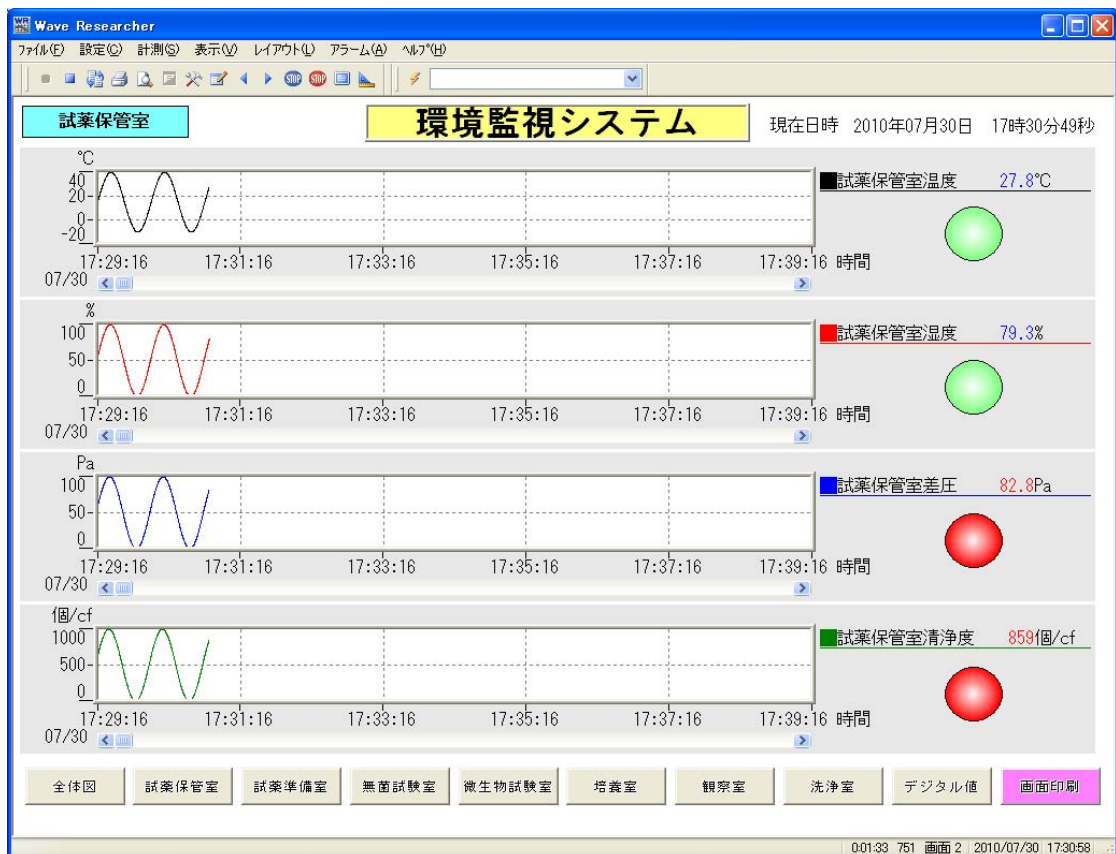 Wave Researcher
ファイル(F) 設定(C) 計測(S) 表示(V) レイアウト(L) アラーム(A) ヘルプ(H)
STOP STOP
試薬保管室 環境監視システム 現在日時 2010年07月30日 17時30分49秒
℃
40
20
0
-20
17:29:16 17:31:16 17:33:16 17:35:16 17:37:16 17:39:16 時間
07/30
試薬保管室温度 27.8℃
%
100
50
0
17:29:16 17:31:16 17:33:16 17:35:16 17:37:16 17:39:16 時間
07/30
試薬保管室湿度 79.3%
Pa
100
50
0
17:29:16 17:31:16 17:33:16 17:35:16 17:37:16 17:39:16 時間
07/30
試薬保管室差圧 82.8Pa
個/cf
1000
500
0
17:29:16 17:31:16 17:33:16 17:35:16 17:37:16 17:39:16 時間
07/30
試薬保管室清浄度 859個/cf
全体図 試薬保管室 試薬準備室 無菌試験室 微生物試験室 培養室 観察室 洗浄室 デジタル値 画面印刷
0:01:33 751 画面 2 2010/07/30 17:30:58